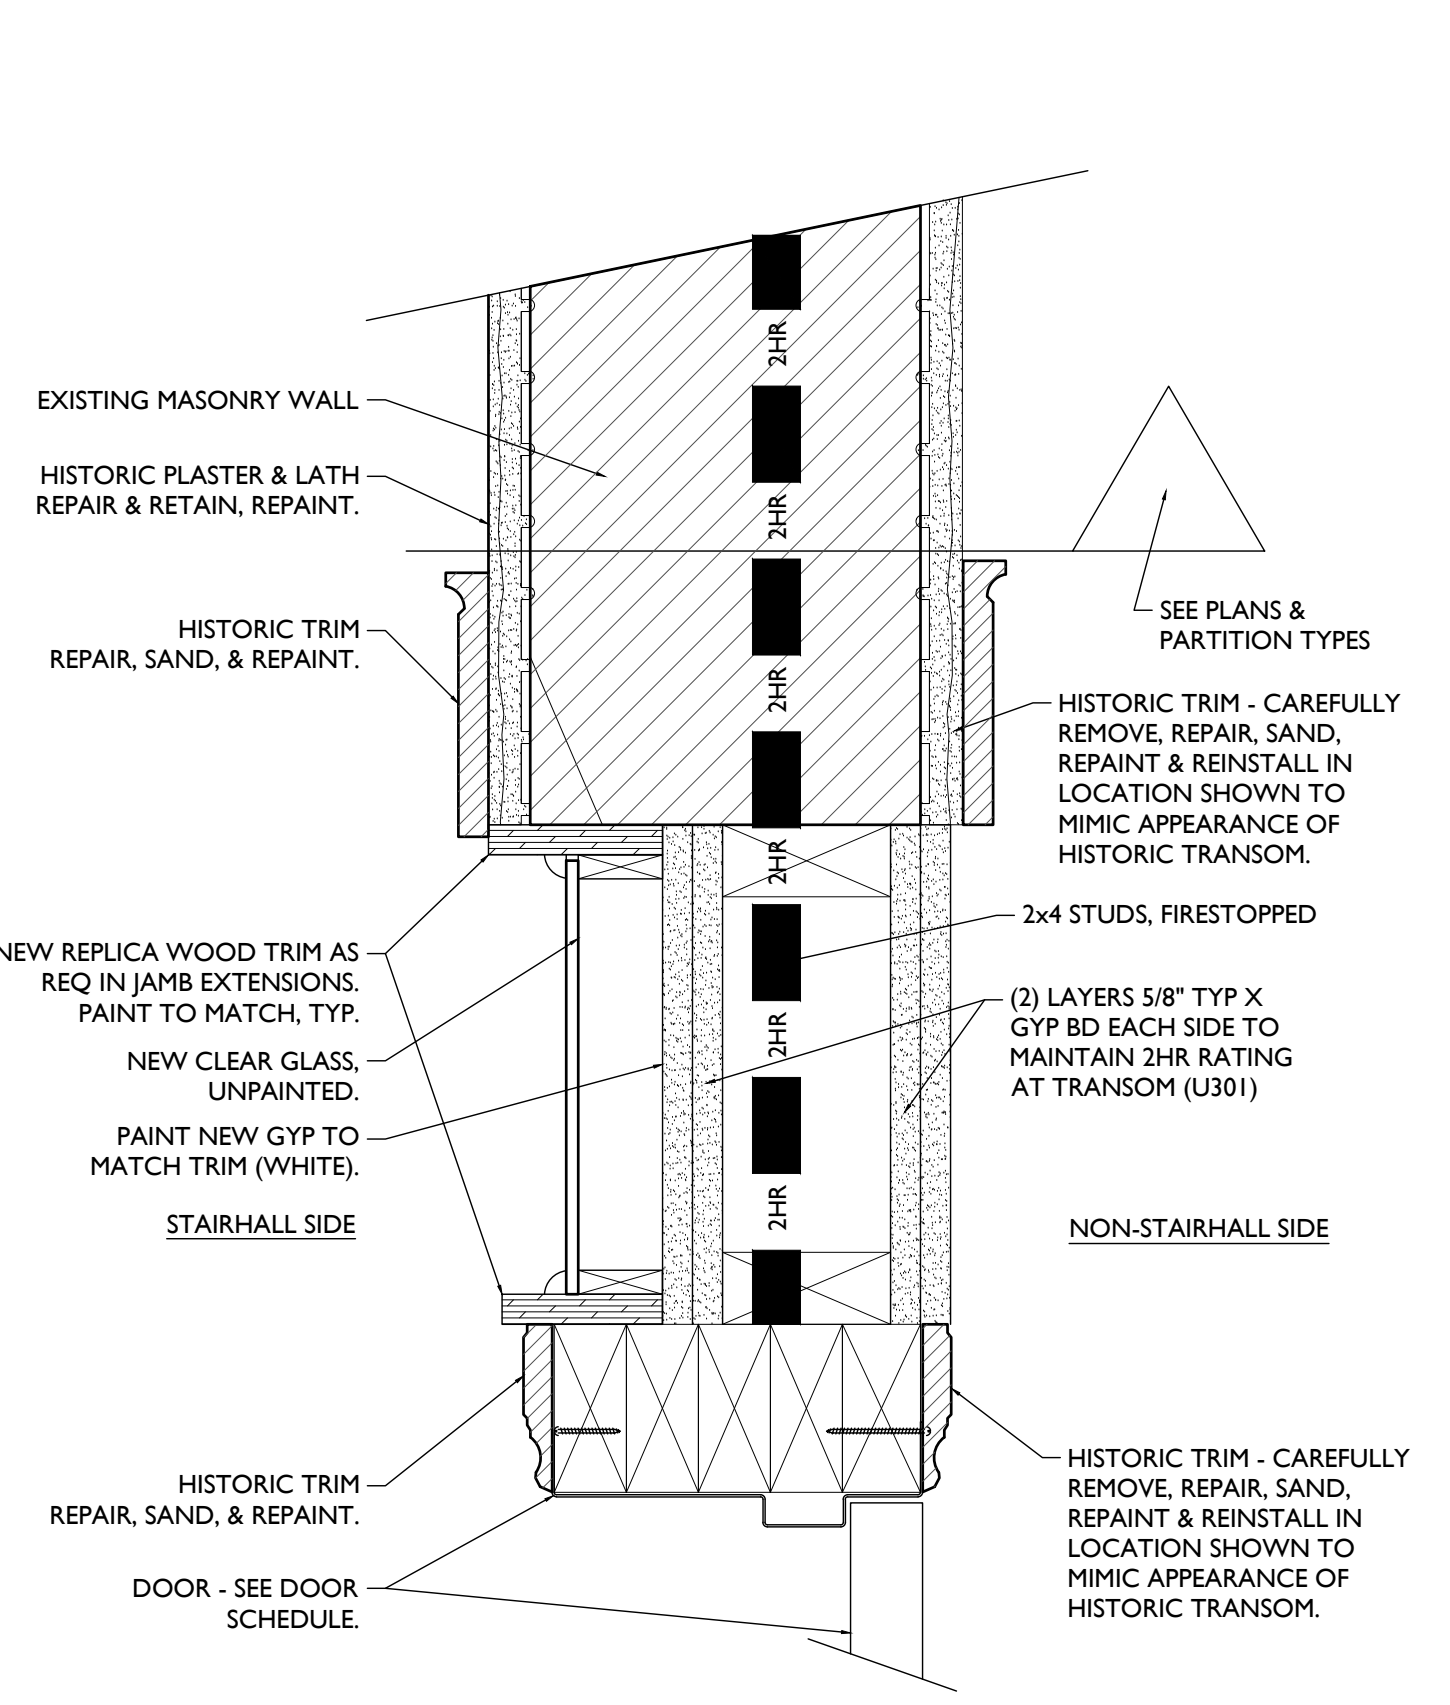 2HR
EXISTING MASONRY WALL
HISTORIC PLASTER & LATH
REPAIR & RETAIN, REPAINT.
2HR
SEE PLANS &
PARTITION TYPES
HISTORIC TRIM
REPAIR, SAND, & REPAINT.
2HR
HISTORIC TRIM - CAREFULLY
REMOVE, REPAIR, SAND,
REPAINT & REINSTALL IN
LOCATION SHOWN TO
MIMIC APPEARANCE OF
HISTORIC TRANSOM.
2HR
2x4 STUDS, FIRESTOPPED
NEW REPLICA WOOD TRIM AS
REQ IN JAMB EXTENSIONS.
PAINT TO MATCH, TYP.
(2) LAYERS 5/8" TYP X
GYP BD EACH SIDE TO
MAINTAIN 2HR RATING
AT TRANSOM (U301)
2HR
NEW CLEAR GLASS,
UNPAINTED.
PAINT NEW GYP TO
MATCH TRIM (WHITE).
2HR
STAIRHALL SIDE
NON-STAIRHALL SIDE
HISTORIC TRIM
REPAIR, SAND, & REPAINT.
HISTORIC TRIM - CAREFULLY
REMOVE, REPAIR, SAND,
REPAINT & REINSTALL IN
LOCATION SHOWN TO
MIMIC APPEARANCE OF
HISTORIC TRANSOM.
DOOR - SEE DOOR
SCHEDULE.